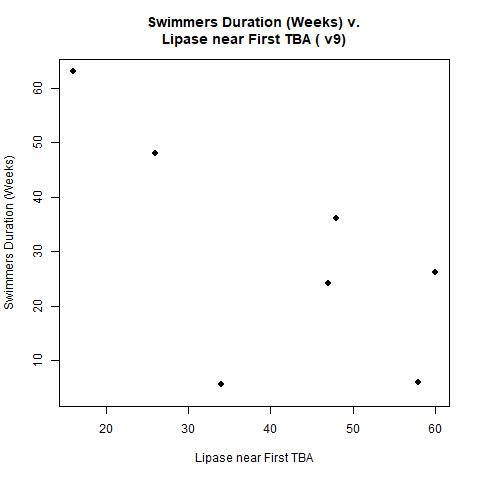 Swimmers Duration (Weeks) v.
Lipase near First TBA ( v9)
Swimmers Duration (Weeks)
60
50
40
30
20
10
20 30 40 50 60
Lipase near First TBA